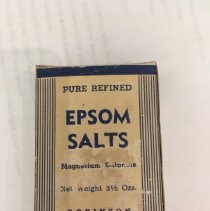 PURE REFINED
EPSOM
SALTS
Magnesium
Net Weight 3½ Ozs.